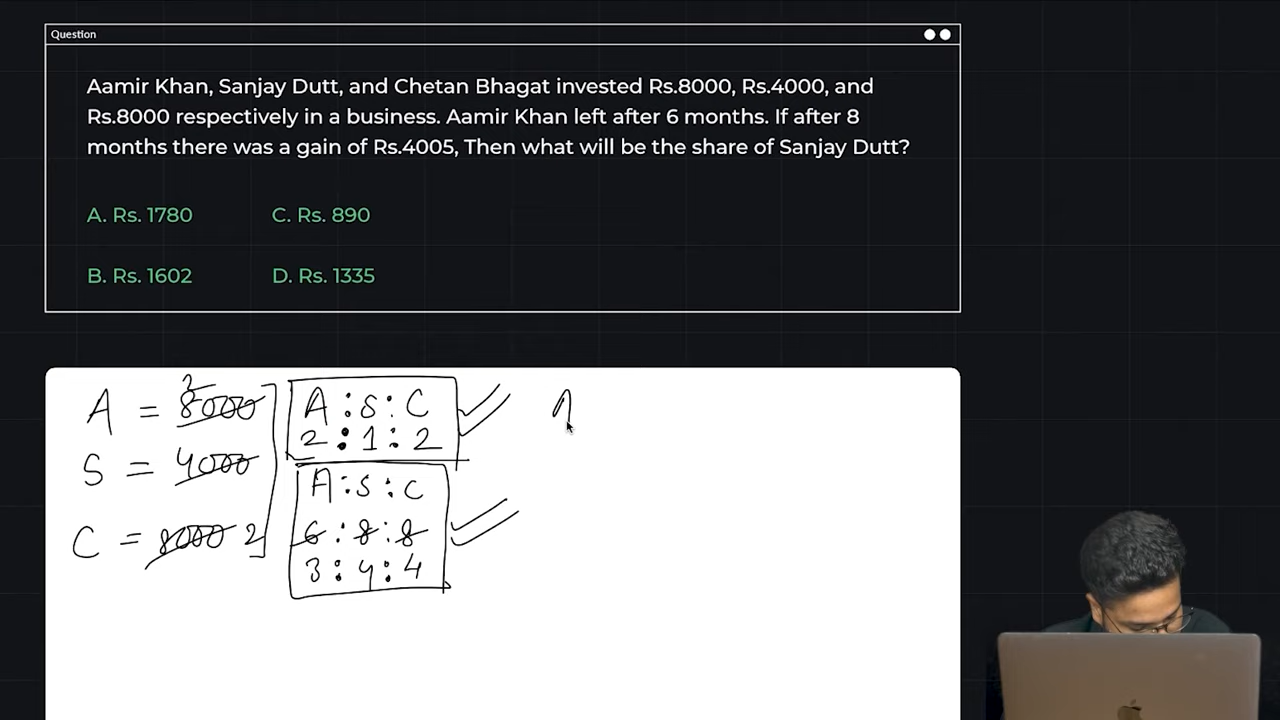 Question
Aamir Khan, Sanjay Dutt, and Chetan Bhagat invested Rs.8000, Rs.4000, and
Rs.8000 respectively in a business. Aamir Khan left after 6 months. If after 8
months there was a gain of Rs.4005, Then what will be the share of Sanjay Dutt?
A. Rs. 1780 C. Rs. 890
B. Rs. 1602 D. Rs. 1335
2
A = 8000
S = 4000
C = 8000 2
A : S : C
2 : 1 : 2
A : S : C
6 : 8 : 8
3 : 4 : 4